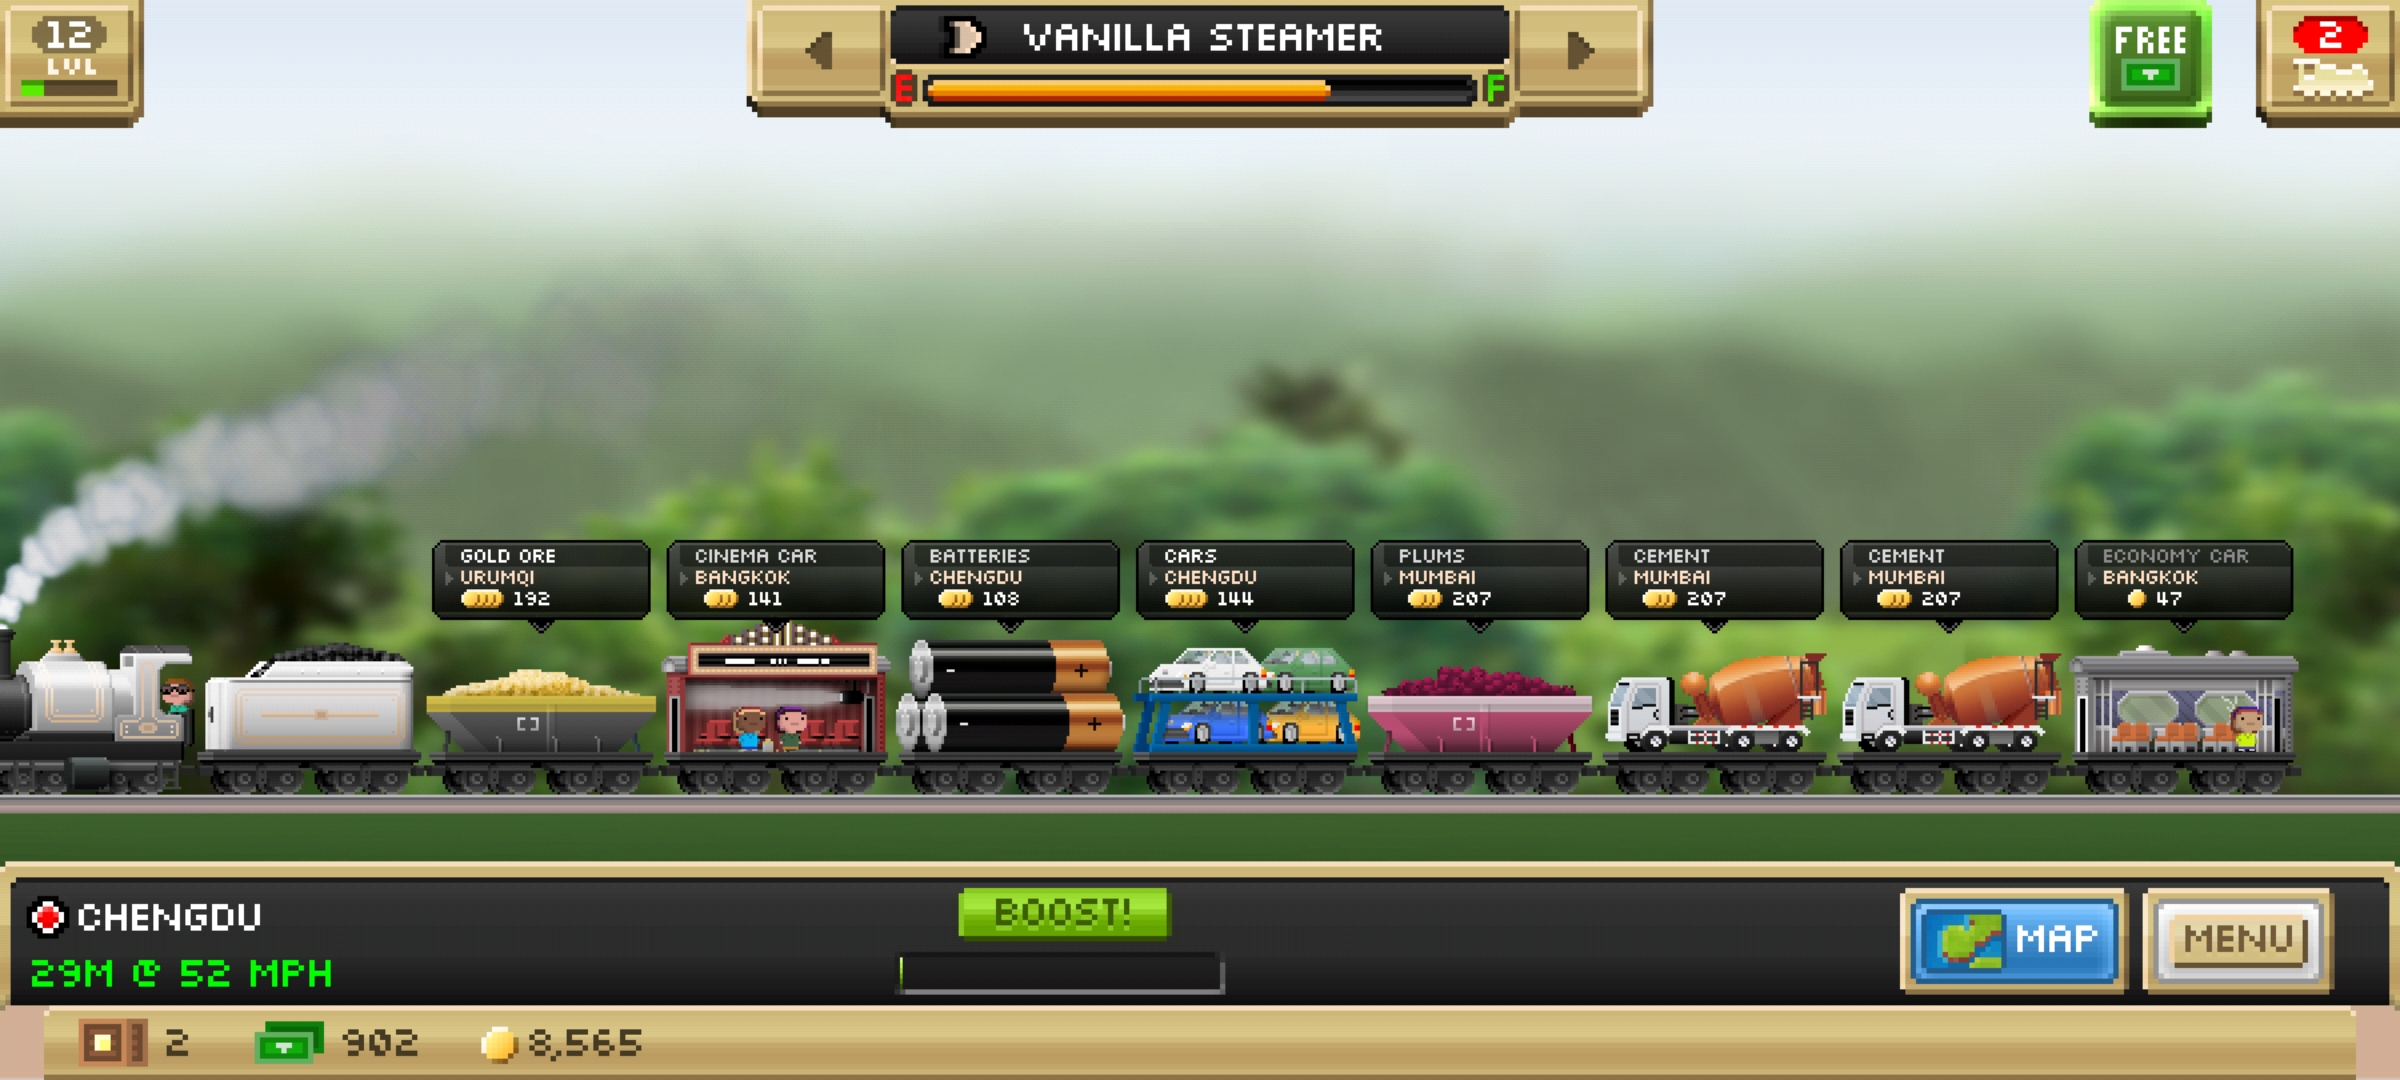 12
LVL
VANILLA STEAMER
E
F
FREE
2
GOLD ORE
URUMQI
192
CINEMA CAR
BANGKOK
141
BATTERIES
CHENGDU
108
CARS
CHENGDU
144
PLUMS
MUMBAI
207
CEMENT
MUMBAI
207
CEMENT
MUMBAI
207
ECONOMY CAR
BANGKOK
47
- +
- +
CHENGDU
29M @ 52 MPH
BOOST!
MAP
MENU
2
902
8,565